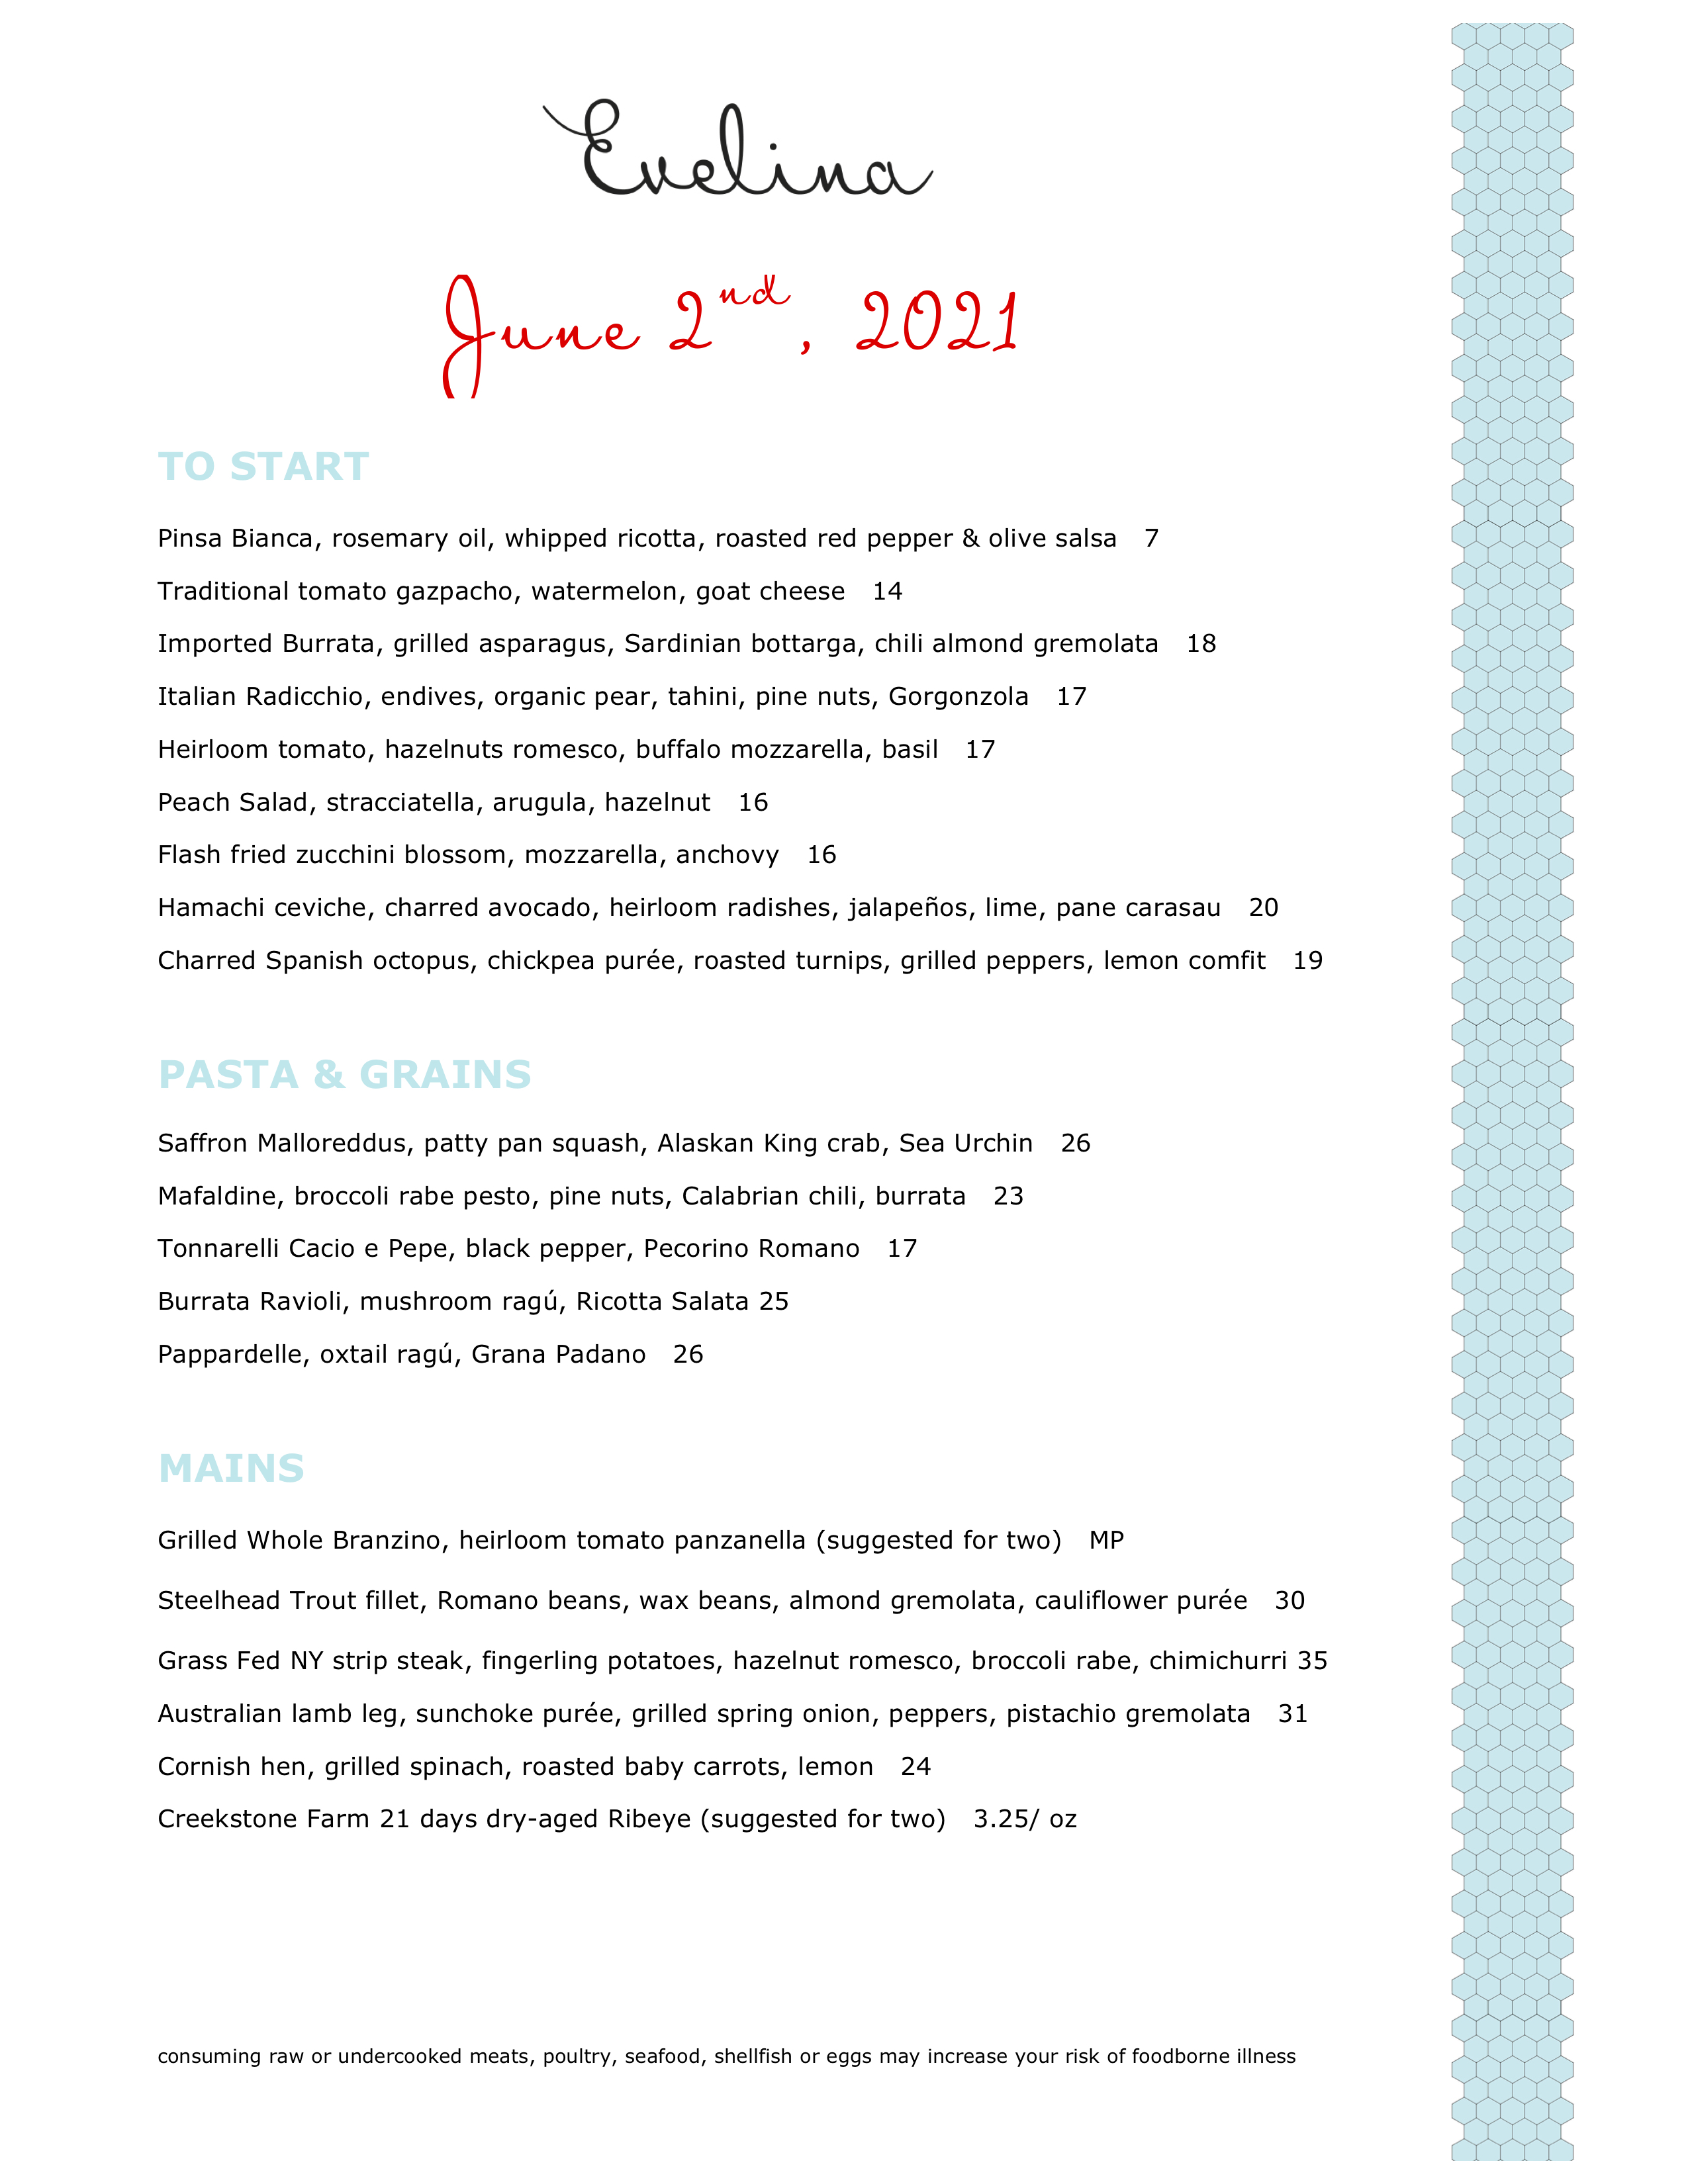 Evelina
June 2nd, 2021
TO START
Pinsa Bianca, rosemary oil, whipped ricotta, roasted red pepper & olive salsa 7
Traditional tomato gazpacho, watermelon, goat cheese 14
Imported Burrata, grilled asparagus, Sardinian bottarga, chili almond gremolata 18
Italian Radicchio, endives, organic pear, tahini, pine nuts, Gorgonzola 17
Heirloom tomato, hazelnuts romesco, buffalo mozzarella, basil 17
Peach Salad, stracciatella, arugula, hazelnut 16
Flash fried zucchini blossom, mozzarella, anchovy 16
Hamachi ceviche, charred avocado, heirloom radishes, jalapeños, lime, pane carasau 20
Charred Spanish octopus, chickpea purée, roasted turnips, grilled peppers, lemon comfit 19
PASTA & GRAINS
Saffron Malloreddus, patty pan squash, Alaskan King crab, Sea Urchin 26
Mafaldine, broccoli rabe pesto, pine nuts, Calabrian chili, burrata 23
Tonnarelli Cacio e Pepe, black pepper, Pecorino Romano 17
Burrata Ravioli, mushroom ragú, Ricotta Salata 25
Pappardelle, oxtail ragú, Grana Padano 26
MAINS
Grilled Whole Branzino, heirloom tomato panzanella (suggested for two) MP
Steelhead Trout fillet, Romano beans, wax beans, almond gremolata, cauliflower purée 30
Grass Fed NY strip steak, fingerling potatoes, hazelnut romesco, broccoli rabe, chimichurri 35
Australian lamb leg, sunchoke purée, grilled spring onion, peppers, pistachio gremolata 31
Cornish hen, grilled spinach, roasted baby carrots, lemon 24
Creekstone Farm 21 days dry-aged Ribeye (suggested for two) 3.25/ oz
consuming raw or undercooked meats, poultry, seafood, shellfish or eggs may increase your risk of foodborne illness